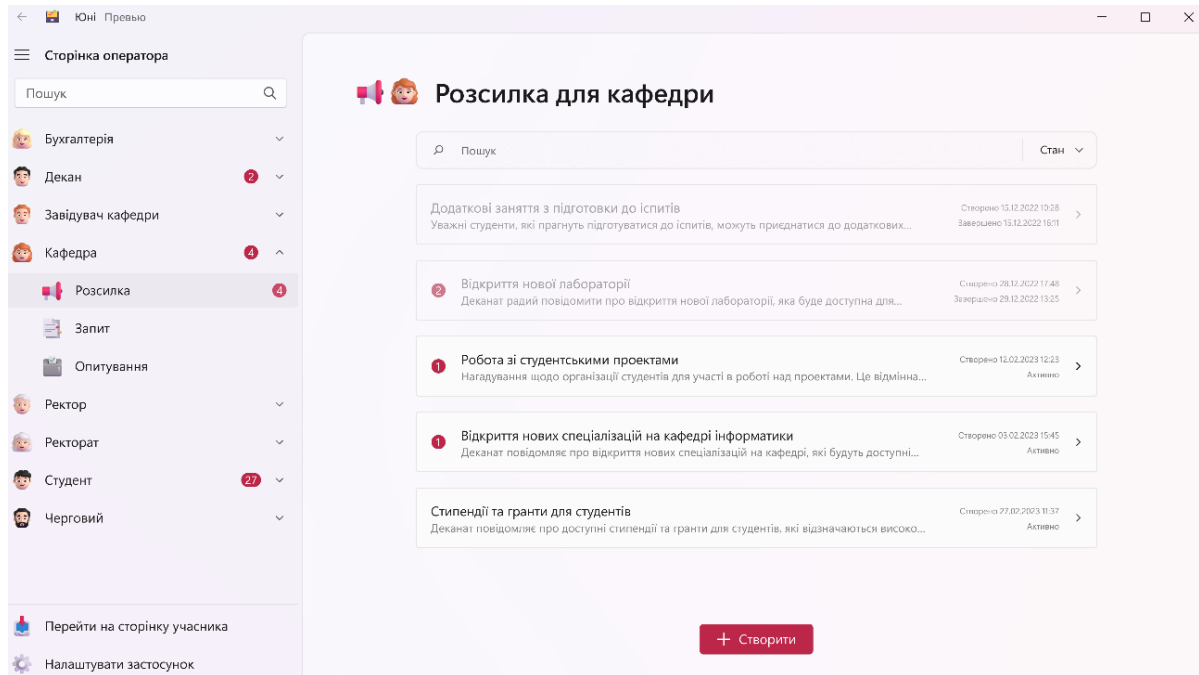 Юні Превью
Сторінка оператора
Пошук
Бухгалтерія
Декан 2
Завідувач кафедри
Кафедра 4
Розсилка 4
Запит
Опитування
Ректор
Ректорат
Студент 27
Черговий
Перейти на сторінку учасника
Налаштувати застосунок
Розсилка для кафедри
Пошук Стан
Додаткові заняття з підготовки до іспитів
Уважні студенти, які прагнуть підготуватися до іспитів, можуть приєднатися до додаткових...
Створено 15.12.2022 10:28
Завершено 15.12.2022 16:11
2 Відкриття нової лабораторії
Деканат радий повідомити про відкриття нової лабораторії, яка буде доступна для...
Створено 28.12.2022 17:48
Завершено 29.12.2022 13:25
1 Робота зі студентськими проектами
Нагадування щодо організації студентів для участі в роботі над проектами. Це відмінна...
Створено 12.02.2023 12:23
Активно
1 Відкриття нових спеціалізацій на кафедрі інформатики
Деканат повідомляє про відкриття нових спеціалізацій на кафедрі, які будуть доступні...
Створено 03.02.2023 15:45
Активно
Стипендії та гранти для студентів
Деканат повідомляє про доступні стипендії та гранти для студентів, які відзначаються високо...
Створено 27.02.2023 11:37
Активно
Створити